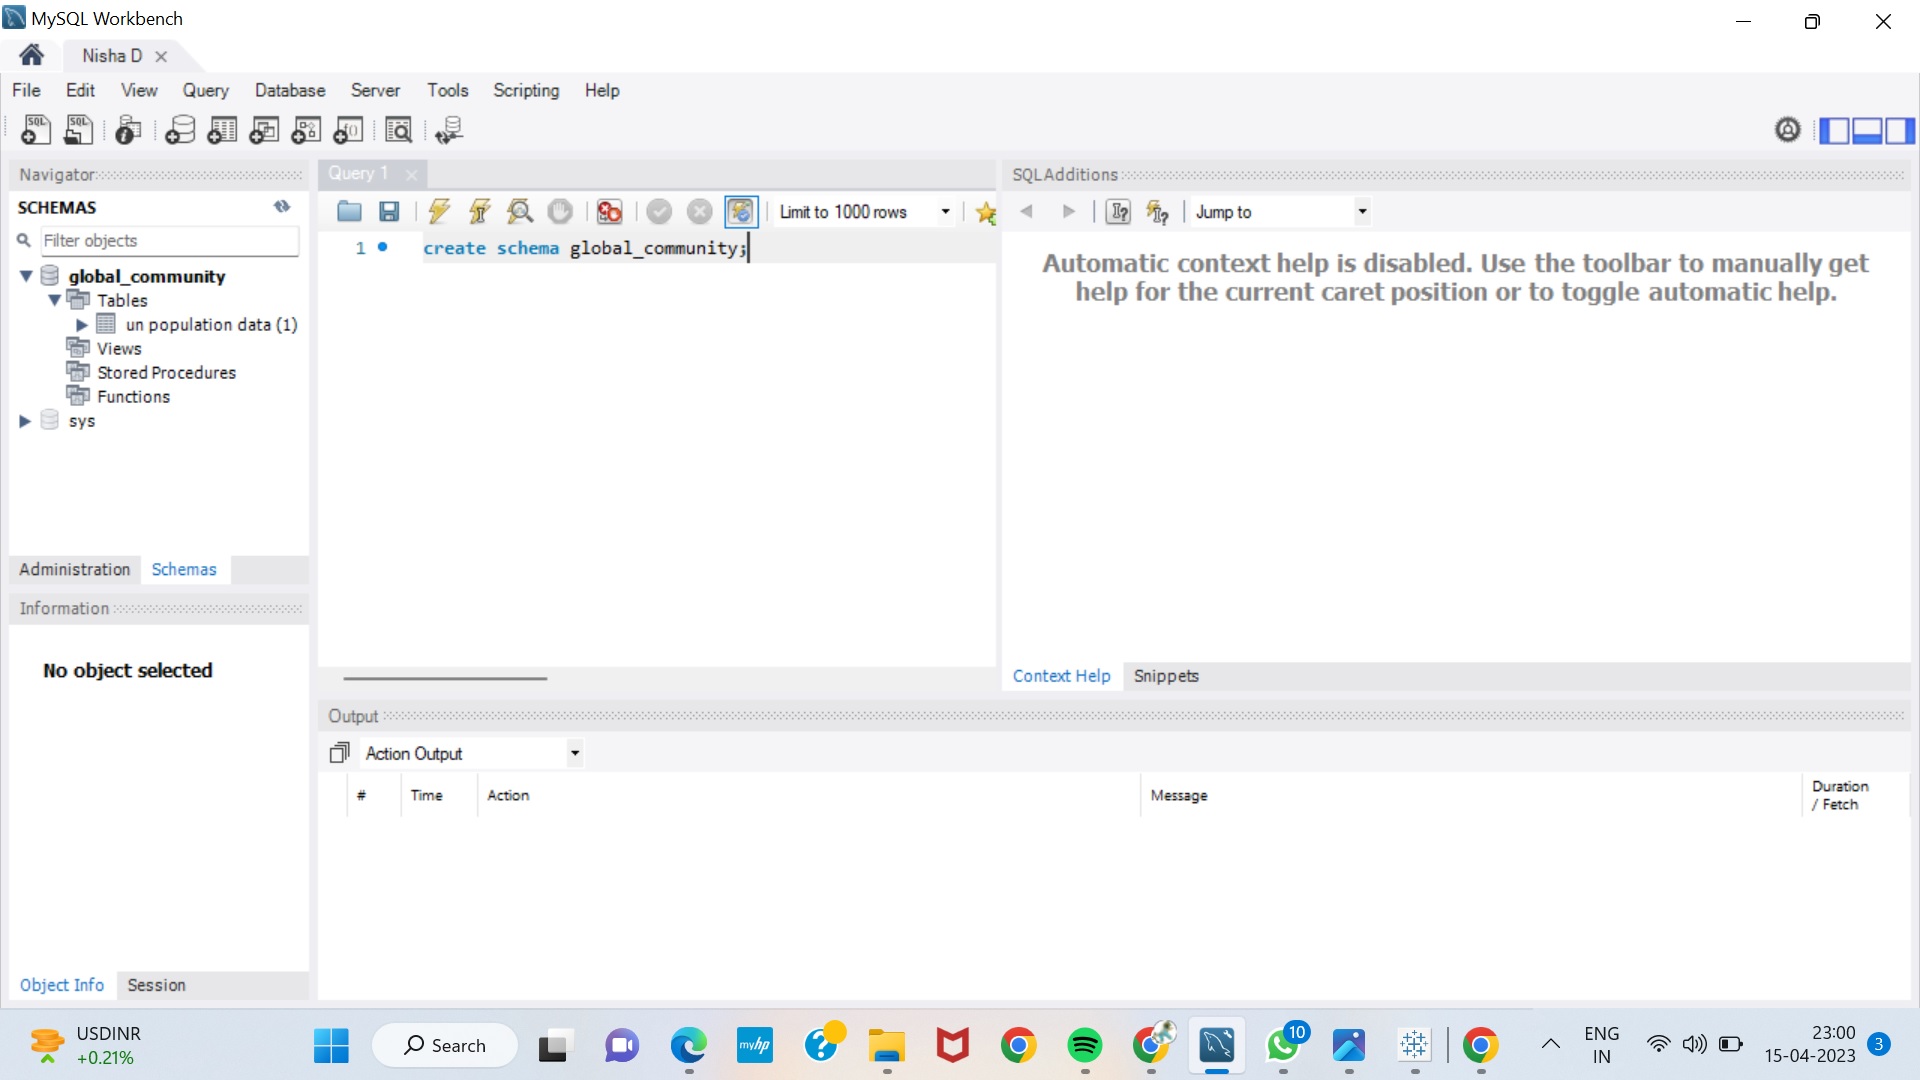 MySQL Workbench
Nisha D
File Edit View Query Database Server Tools Scripting Help
SQL SQL
Navigator
SCHEMAS
Filter objects
global_community
Tables
un population data (1)
Views
Stored Procedures
Functions
sys
Administration Schemas
Information
No object selected
Object Info Session
Query 1
Limit to 1000 rows
1 create schema global_community;
SQLAdditions
Jump to
Automatic context help is disabled. Use the toolbar to manually get
help for the current caret position or to toggle automatic help.
Context Help Snippets
Output
Action Output
# Time Action Message Duration
/ Fetch
USDINR
+0.21%
Search
myhp
10
ENG
IN
23:00
15-04-2023
3